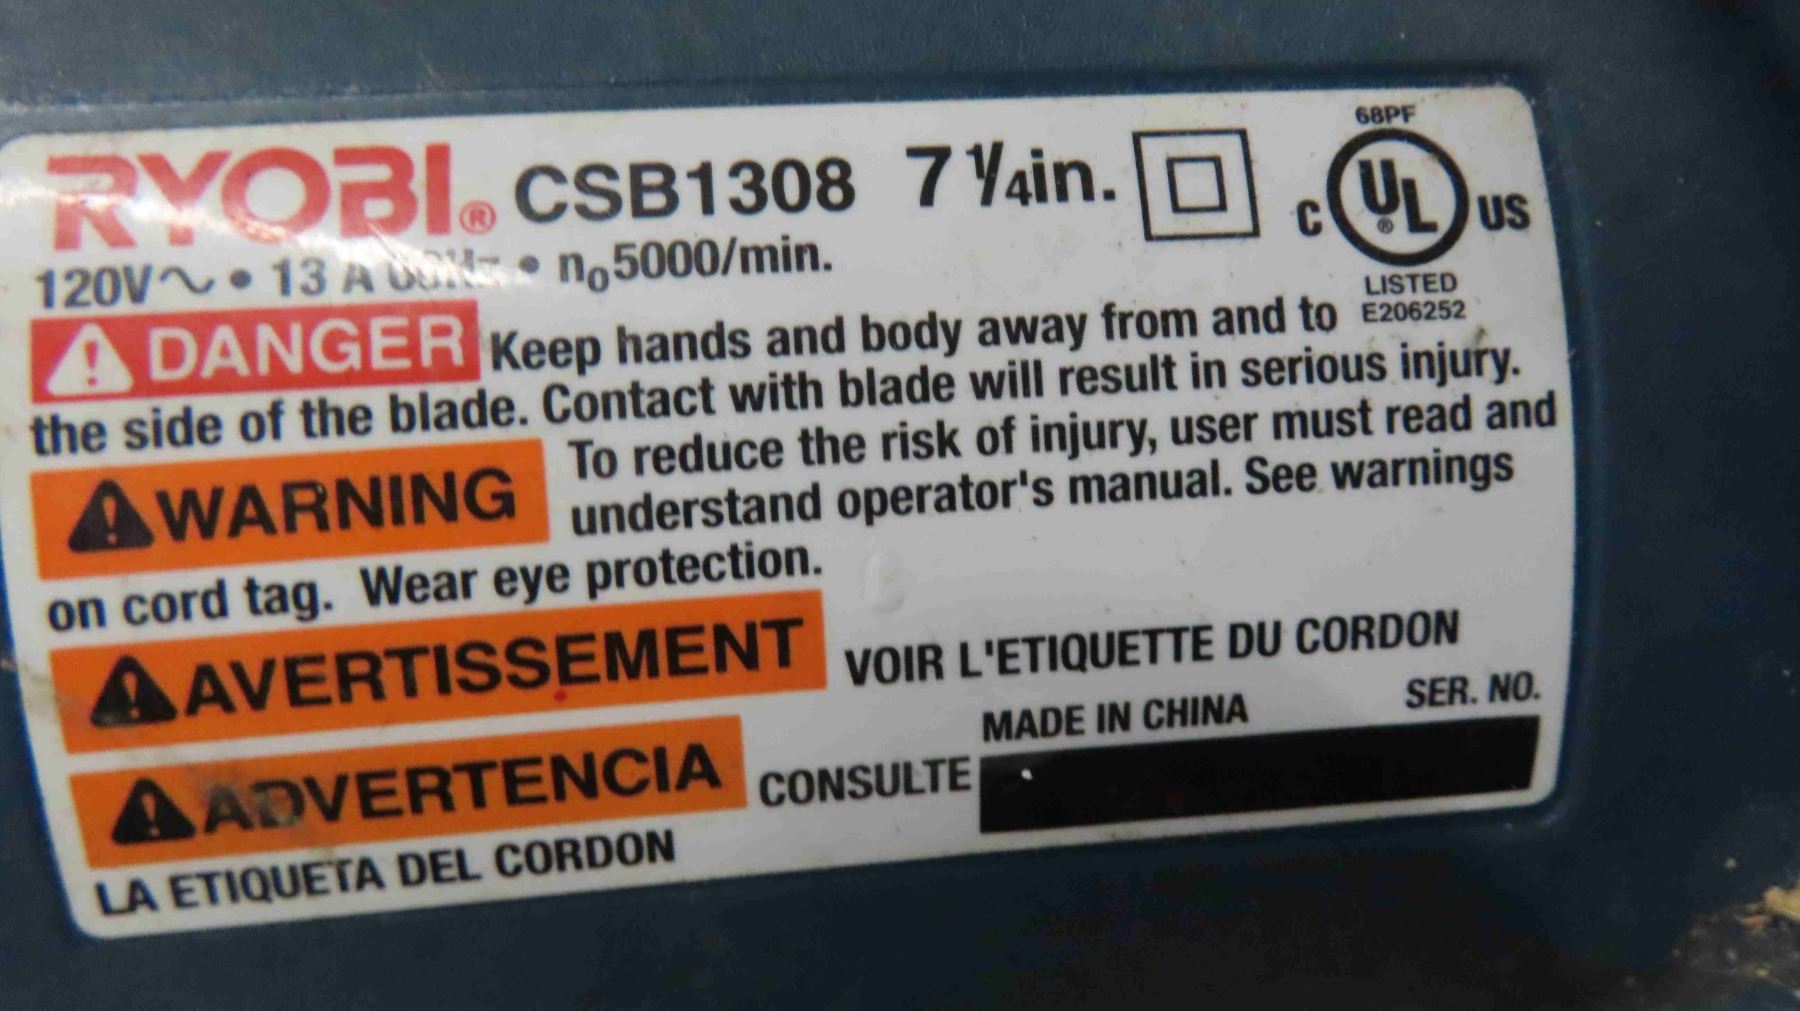 68PF
RYOBI® CSB1308 7 1/4in.
C UL® US
120V~ • 13 A • n₀5000/min.
LISTED
E206252
DANGER Keep hands and body away from and to
the side of the blade. Contact with blade will result in serious injury.
WARNING To reduce the risk of injury, user must read and
understand operator's manual. See warnings
on cord tag. Wear eye protection.
AVERTISSEMENT VOIR L'ETIQUETTE DU CORDON
MADE IN CHINA SER. NO.
ADVERTENCIA CONSULTE
LA ETIQUETA DEL CORDON